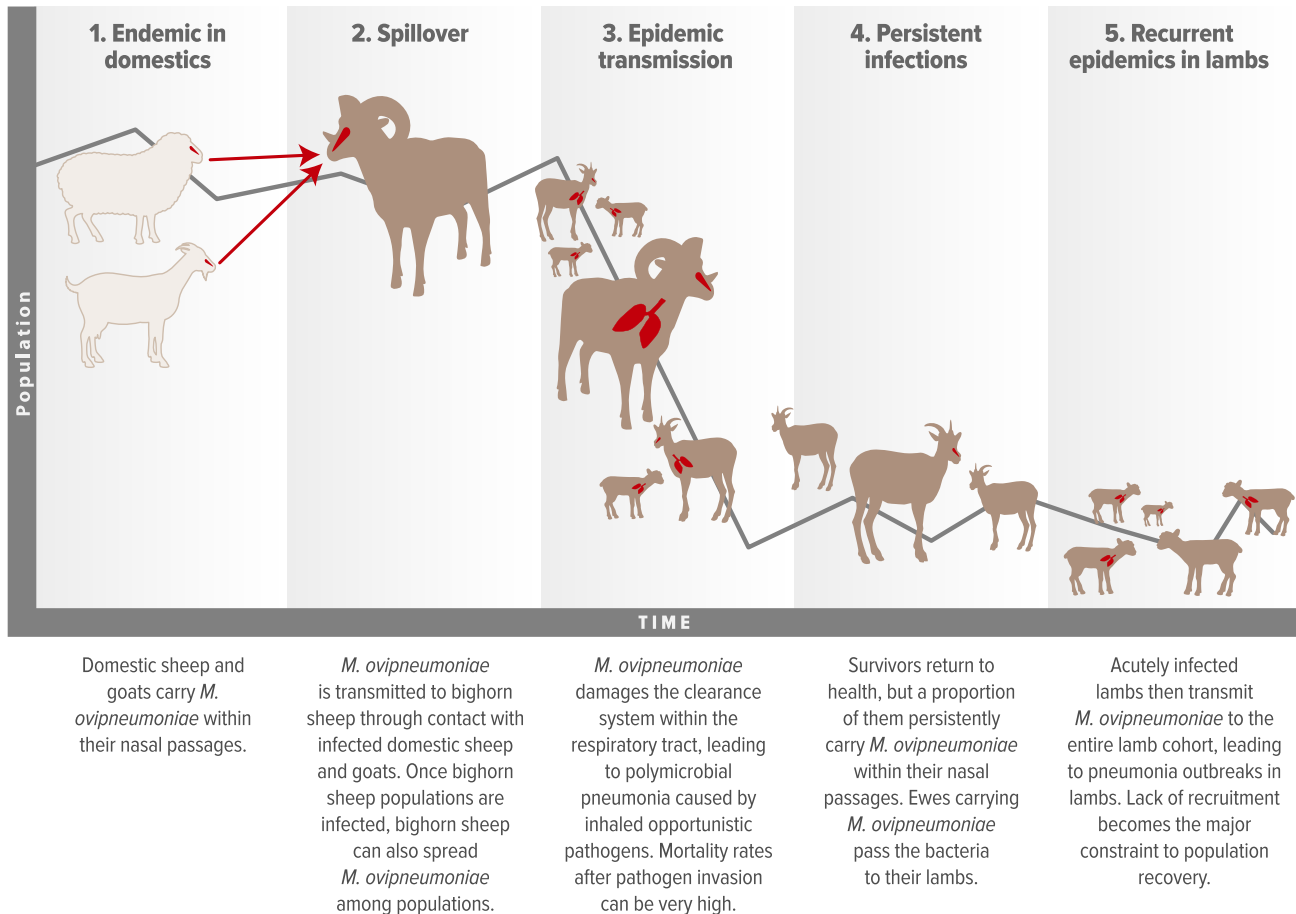 1. Endemic in
domestics
2. Spillover
3. Epidemic
transmission
4. Persistent
infections
5. Recurrent
epidemics in lambs
Population
TIME
Domestic sheep and
goats carry M.
ovipneumoniae within
their nasal passages.
M. ovipneumoniae
is transmitted to bighorn
sheep through contact with
infected domestic sheep
and goats. Once bighorn
sheep populations are
infected, bighorn sheep
can also spread
M. ovipneumoniae
among populations.
M. ovipneumoniae
damages the clearance
system within the
respiratory tract, leading
to polymicrobial
pneumonia caused by
inhaled opportunistic
pathogens. Mortality rates
after pathogen invasion
can be very high.
Survivors return to
health, but a proportion
of them persistently
carry M. ovipneumoniae
within their nasal
passages. Ewes carrying
M. ovipneumoniae
pass the bacteria
to their lambs.
Acutely infected
lambs then transmit
M. ovipneumoniae to the
entire lamb cohort, leading
to pneumonia outbreaks in
lambs. Lack of recruitment
becomes the major
constraint to population
recovery.